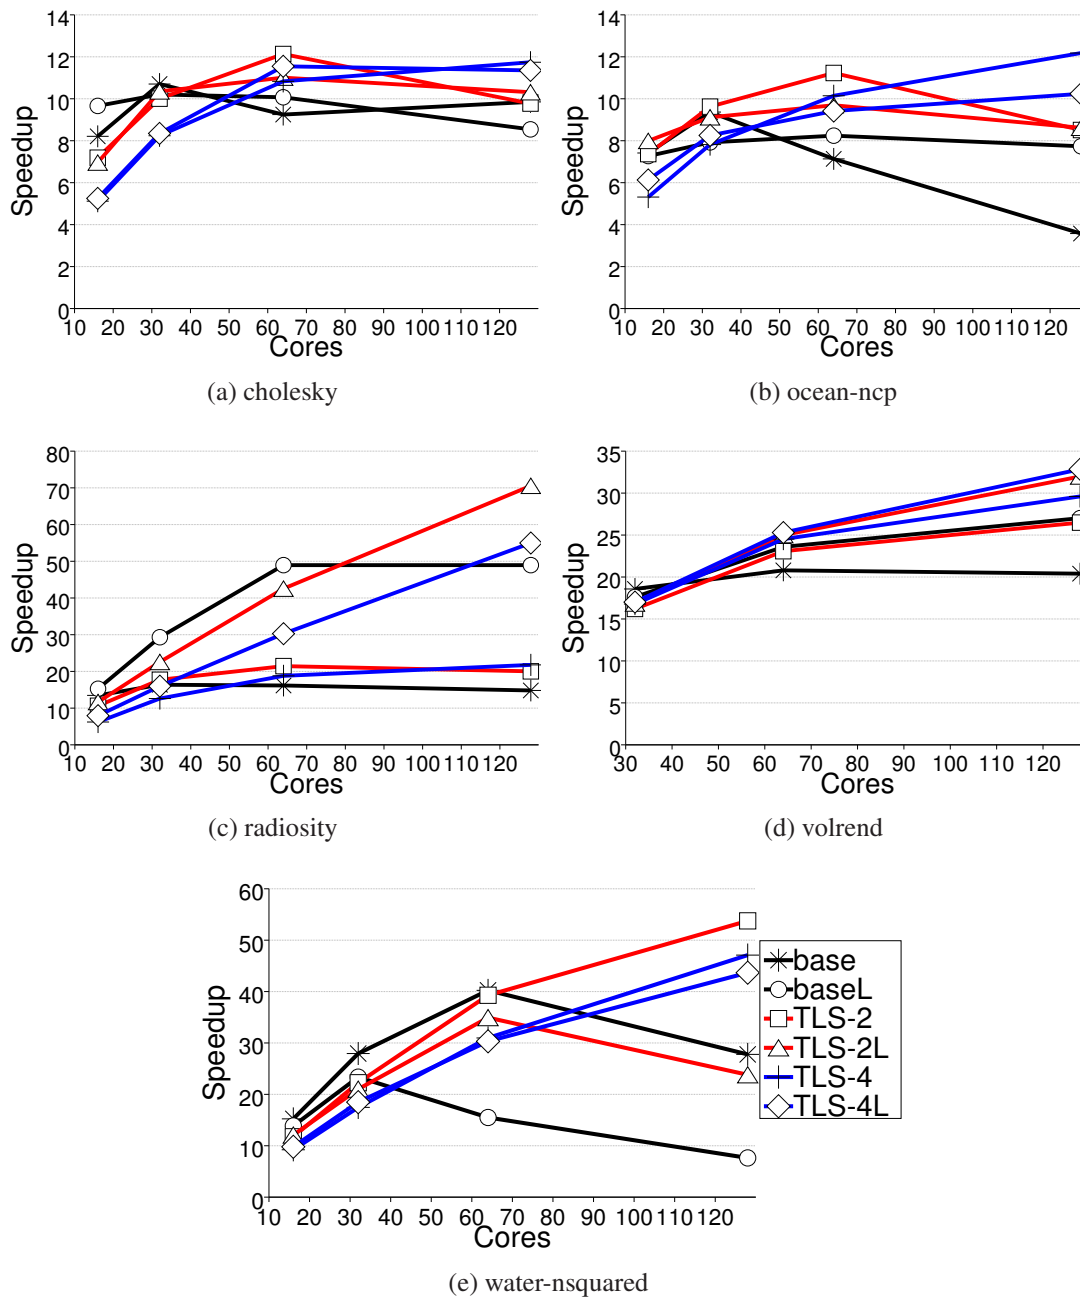 14
12
10
8
6
4
2
0
Speedup
10 20 30 40 50 60 70 80 90 100 110 120
Cores
(a) cholesky
14
12
10
8
6
4
2
0
Speedup
10 20 30 40 50 60 70 80 90 100 110 120
Cores
(b) ocean-ncp
80
70
60
50
40
30
20
10
0
Speedup
10 20 30 40 50 60 70 80 90 100 110 120
Cores
(c) radiosity
35
30
25
20
15
10
5
0
Speedup
30 40 50 60 70 80 90 100 120
Cores
(d) volrend
60
50
40
30
20
10
0
Speedup
10 20 30 40 50 60 70 80 90 100 110 120
Cores
base
baseL
TLS-2
TLS-2L
TLS-4
TLS-4L
(e) water-nsquared